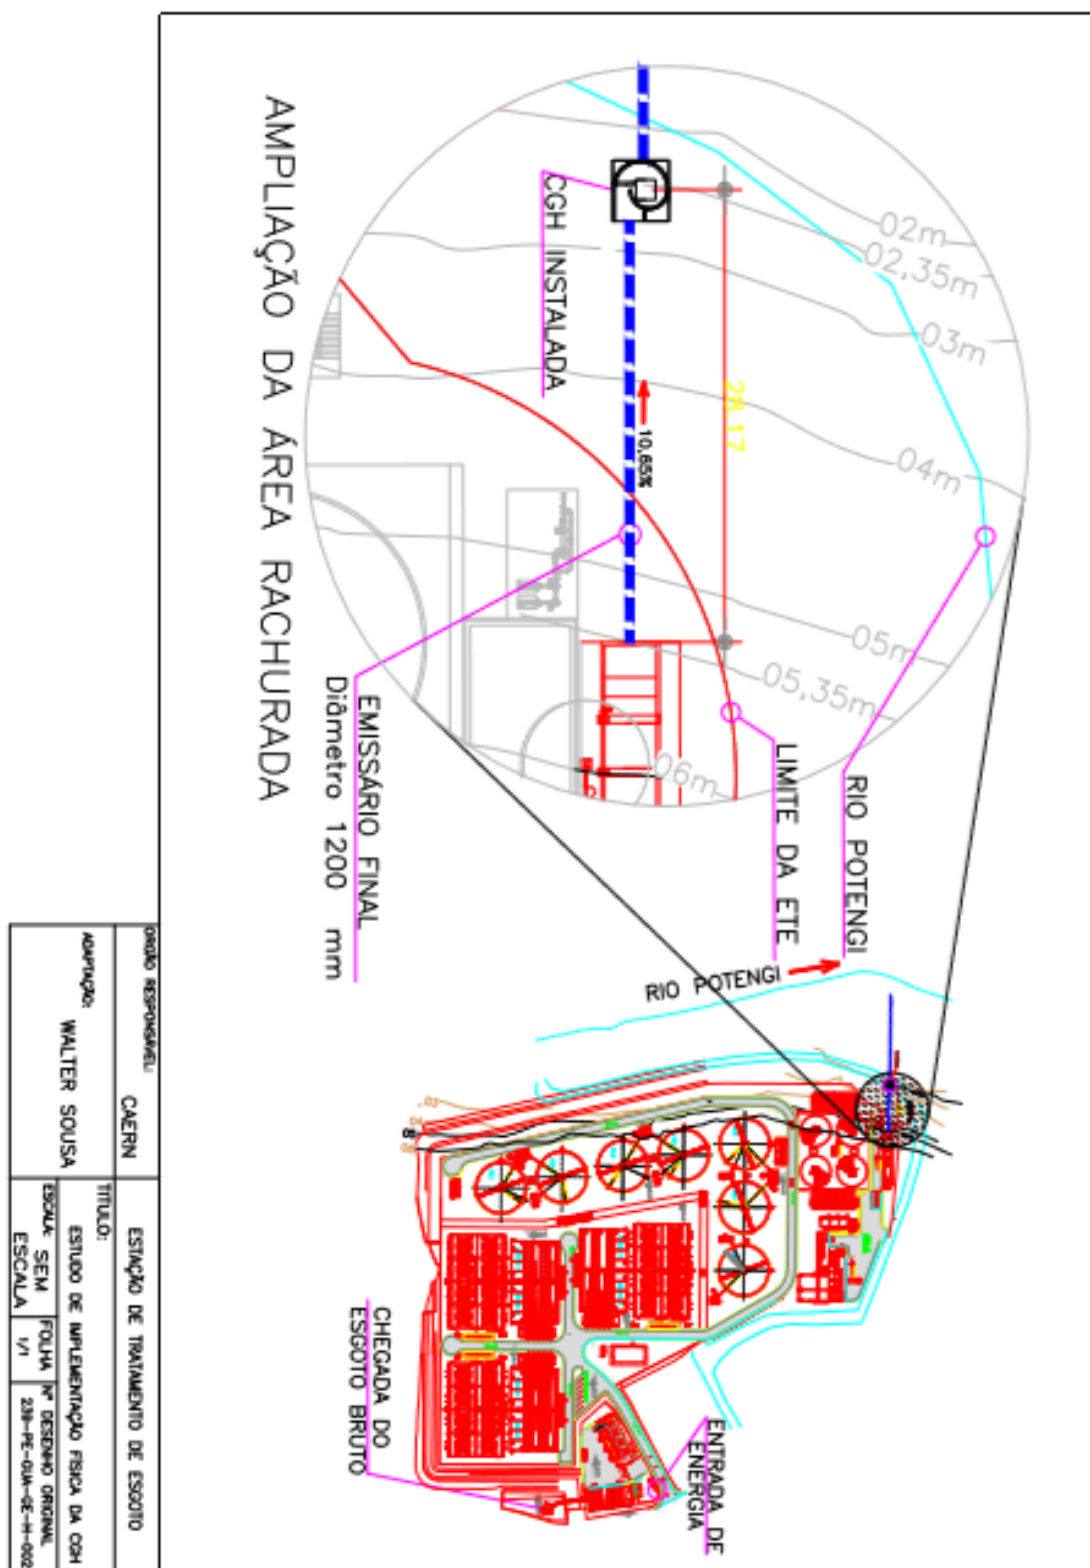 AMPLIAÇÃO DA ÁREA RACHURADA
CGH INSTALADA
28,17
10,65%
02m
02,35m
03m
04m
05m
05,35m
06m
EMISSÁRIO FINAL
Diâmetro 1200 mm
LIMITE DA ETE
RIO POTENGI
RIO POTENGI
CHEGADA DO
ESGOTO BRUTO
ENTRADA DE
ENERGIA
ORGÃO RESPONSÁVEL:
CAERN
ADAPTAÇÃO:
WALTER SOUSA
ESTAÇÃO DE TRATAMENTO DE ESGOTO
TITULO:
ESTUDO DE IMPLEMENTAÇÃO FÍSICA DA CGH
ESCALA: SEM
ESCALA
FOLHA
1/1
Nº DESENHO ORIGINAL